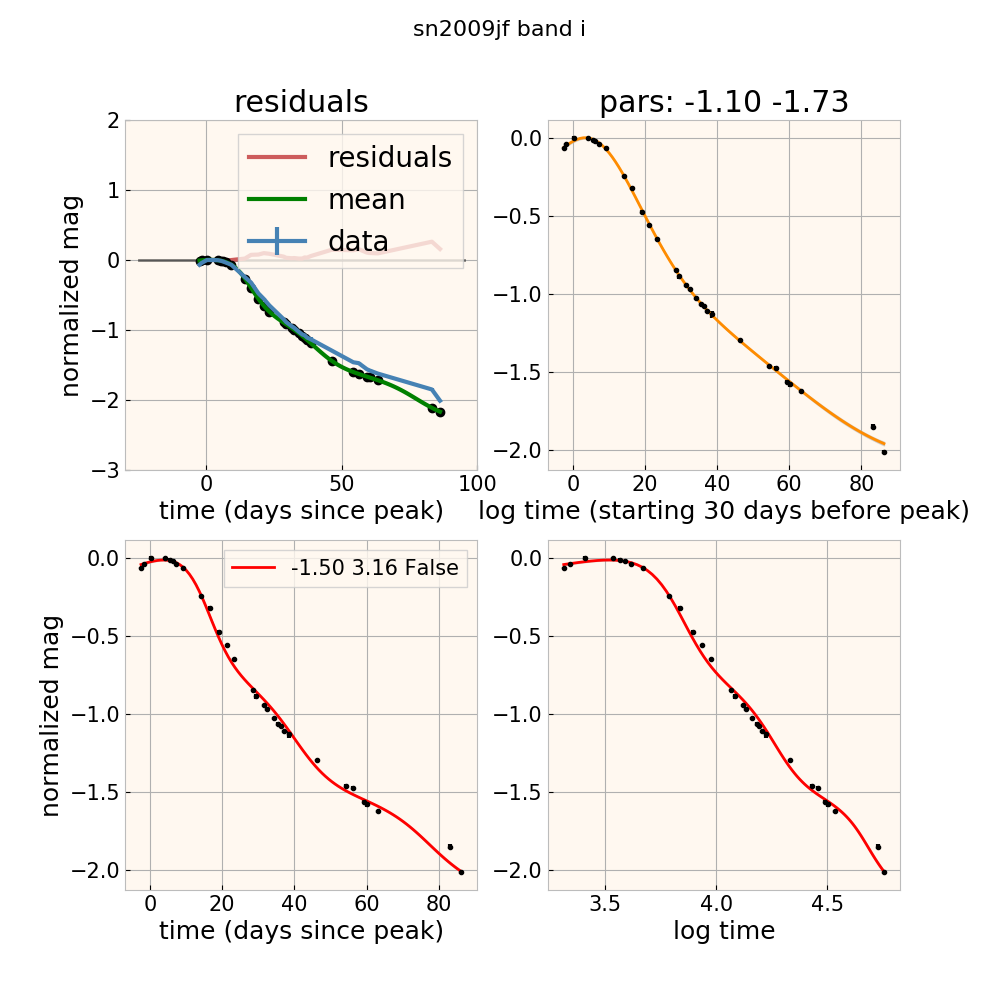 sn2009jf band i
residuals
pars: -1.10 -1.73
normalized mag
2
1
0
−1
−2
−3
residuals
mean
data
0
50
100
time (days since peak)
0.0
−0.5
−1.0
−1.5
−2.0
0
20
40
60
80
log time (starting 30 days before peak)
normalized mag
0.0
−0.5
−1.0
−1.5
−2.0
-1.50 3.16 False
0
20
40
60
80
time (days since peak)
0.0
−0.5
−1.0
−1.5
−2.0
3.5
4.0
4.5
log time